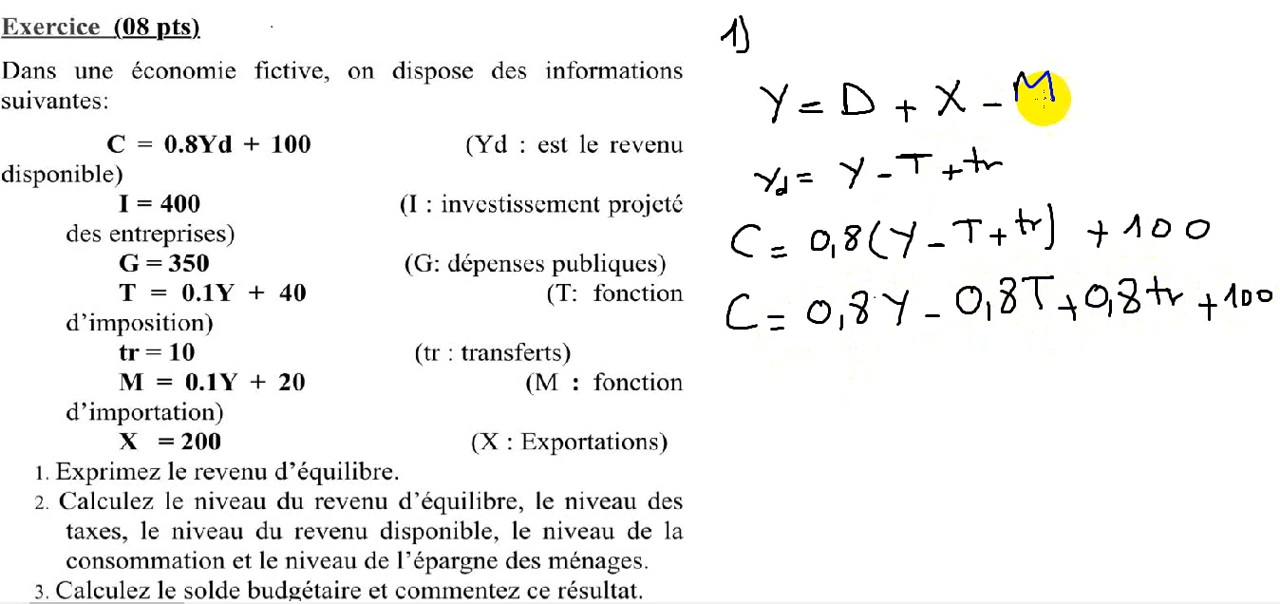 Exercice (08 pts)
Dans une économie fictive, on dispose des informations
suivantes:
C = 0.8Yd + 100 (Yd : est le revenu
disponible)
I = 400 (I : investissement projeté
des entreprises)
G = 350 (G: dépenses publiques)
T = 0.1Y + 40 (T: fonction
d'imposition)
tr = 10 (tr : transferts)
M = 0.1Y + 20 (M : fonction
d'importation)
X = 200 (X : Exportations)
1. Exprimez le revenu d'équilibre.
2. Calculez le niveau du revenu d'équilibre, le niveau des
taxes, le niveau du revenu disponible, le niveau de la
consommation et le niveau de l'épargne des ménages.
3. Calculez le solde budgétaire et commentez ce résultat.
1)
Y = D + X - M
Yd = Y - T + tr
C = 0,8(Y - T + tr) + 100
C = 0,8Y - 0,8T + 0,8tr + 100